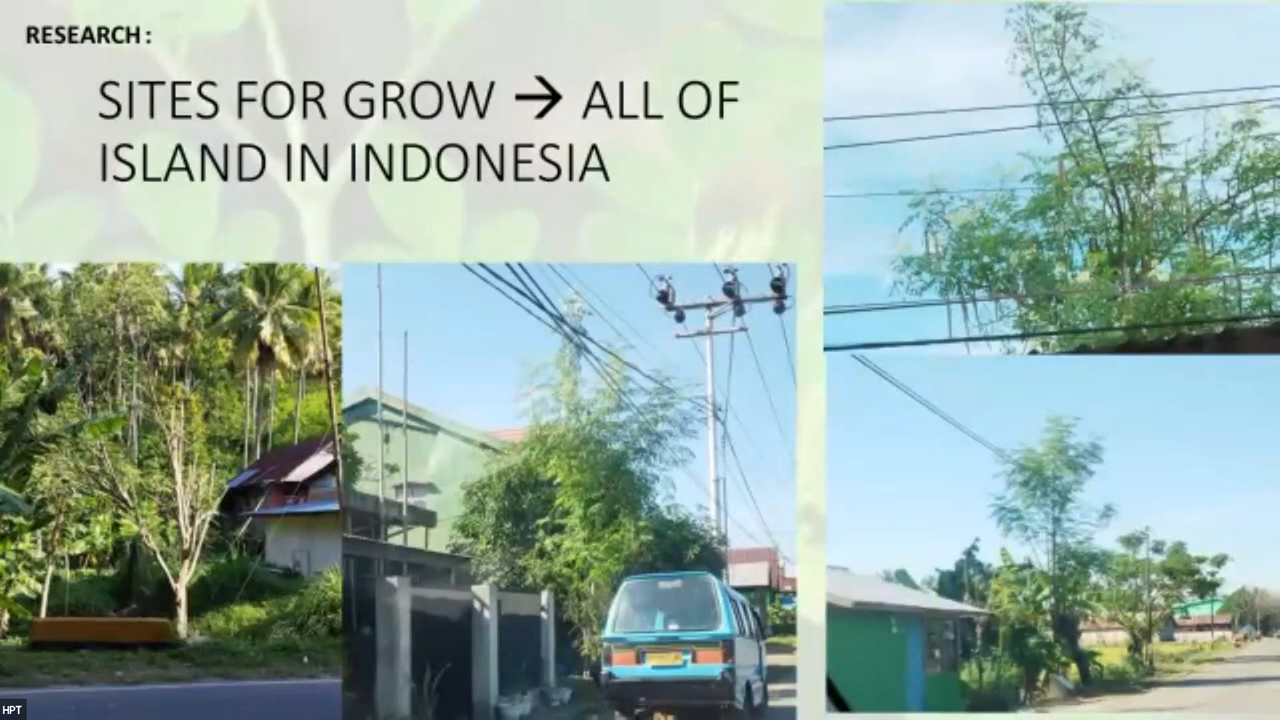 RESEARCH:
SITES FOR GROW → ALL OF
ISLAND IN INDONESIA
HPT